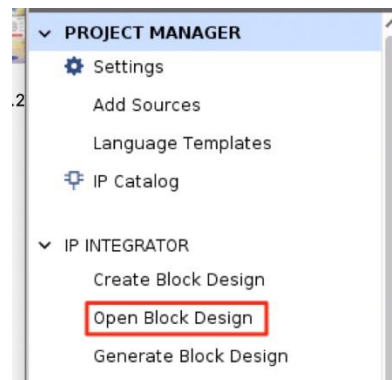 PROJECT MANAGER
Settings
.2
Add Sources
Language Templates
IP Catalog
IP INTEGRATOR
Create Block Design
Open Block Design
Generate Block Design